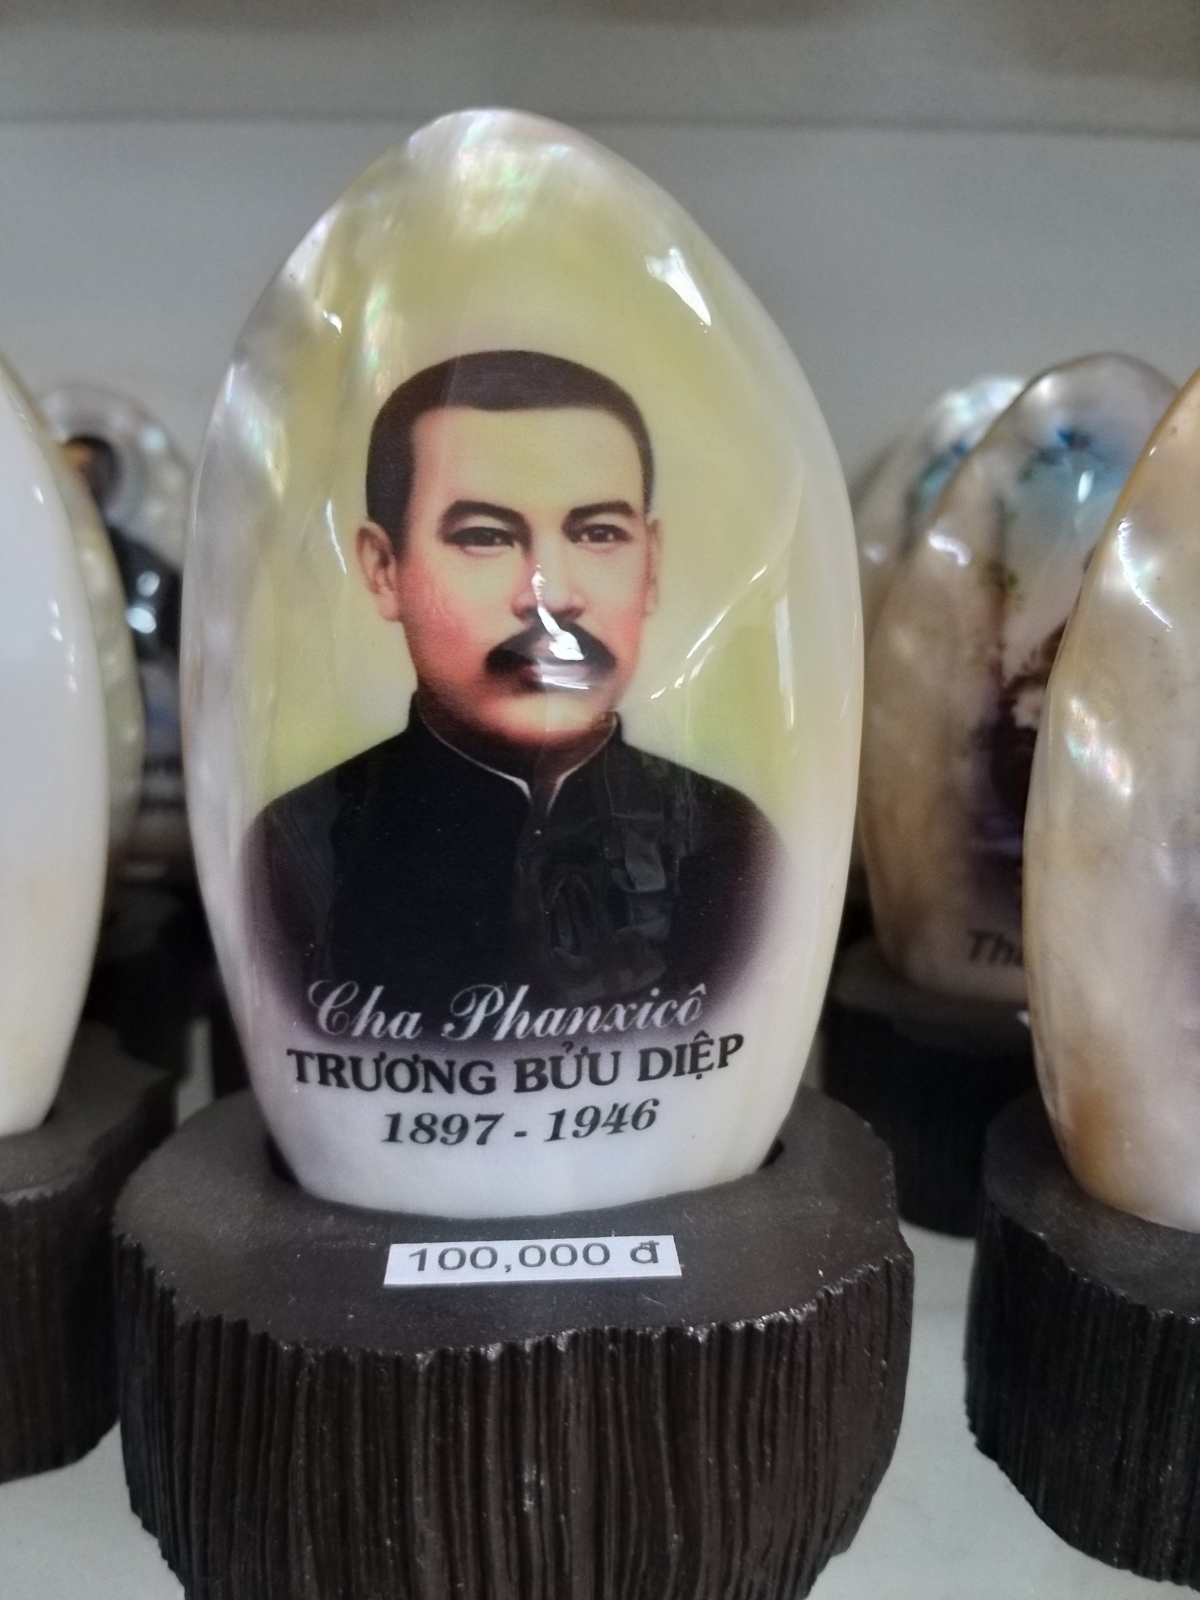 Cha Phanxicô
TRƯƠNG BỬU DIỆP
1897 - 1946
100,000 đ